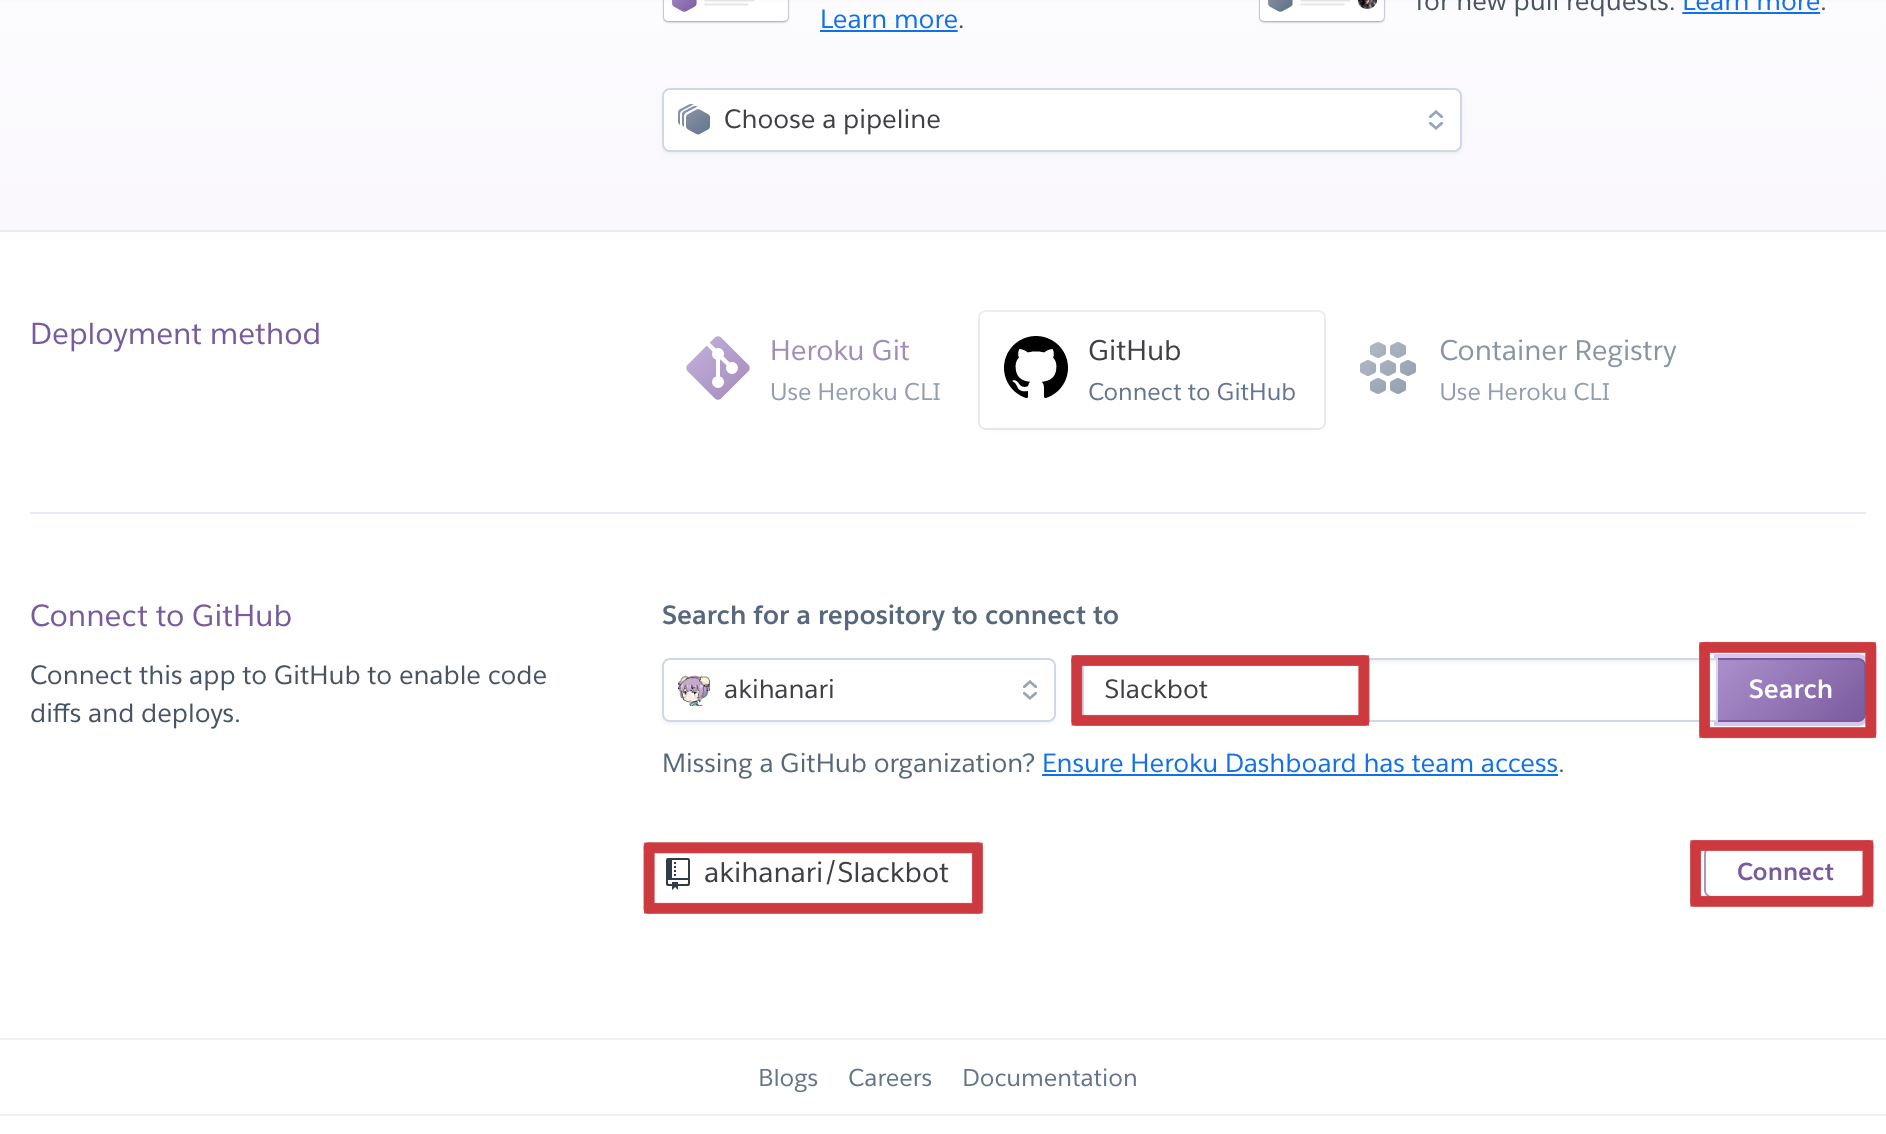 Learn more.
for new pull requests. Learn more.
Choose a pipeline
Deployment method
Heroku Git
Use Heroku CLI
GitHub
Connect to GitHub
Container Registry
Use Heroku CLI
Connect to GitHub
Connect this app to GitHub to enable code
diffs and deploys.
Search for a repository to connect to
akihanari
Slackbot
Search
Missing a GitHub organization? Ensure Heroku Dashboard has team access.
akihanari/Slackbot
Connect
Blogs
Careers
Documentation